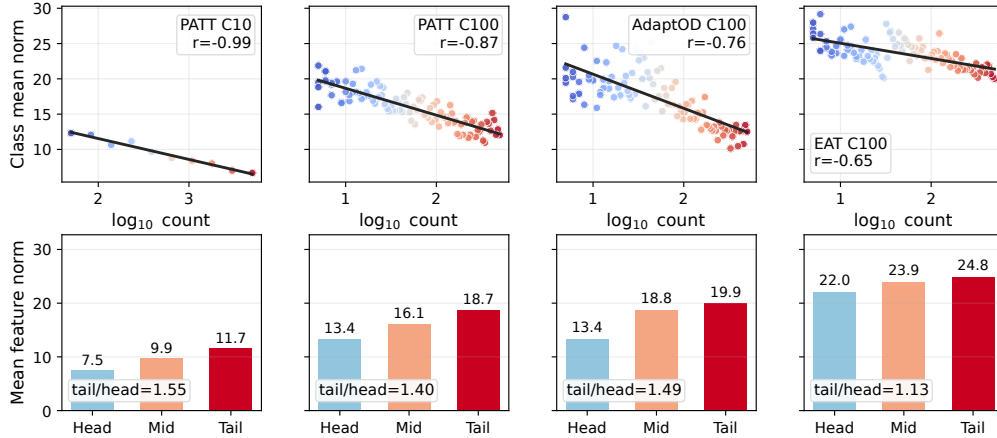 Class mean norm
30
25
20
15
10
PATT C10
r=-0.99
2
3
log10 count
PATT C100
r=-0.87
1
2
log10 count
AdaptOD C100
r=-0.76
1
2
log10 count
EAT C100
r=-0.65
1
2
log10 count
Mean feature norm
30
20
10
0
7.5
9.9
11.7
tail/head=1.55
Head Mid Tail
13.4
16.1
18.7
tail/head=1.40
Head Mid Tail
13.4
18.8
19.9
tail/head=1.49
Head Mid Tail
22.0
23.9
24.8
tail/head=1.13
Head Mid Tail